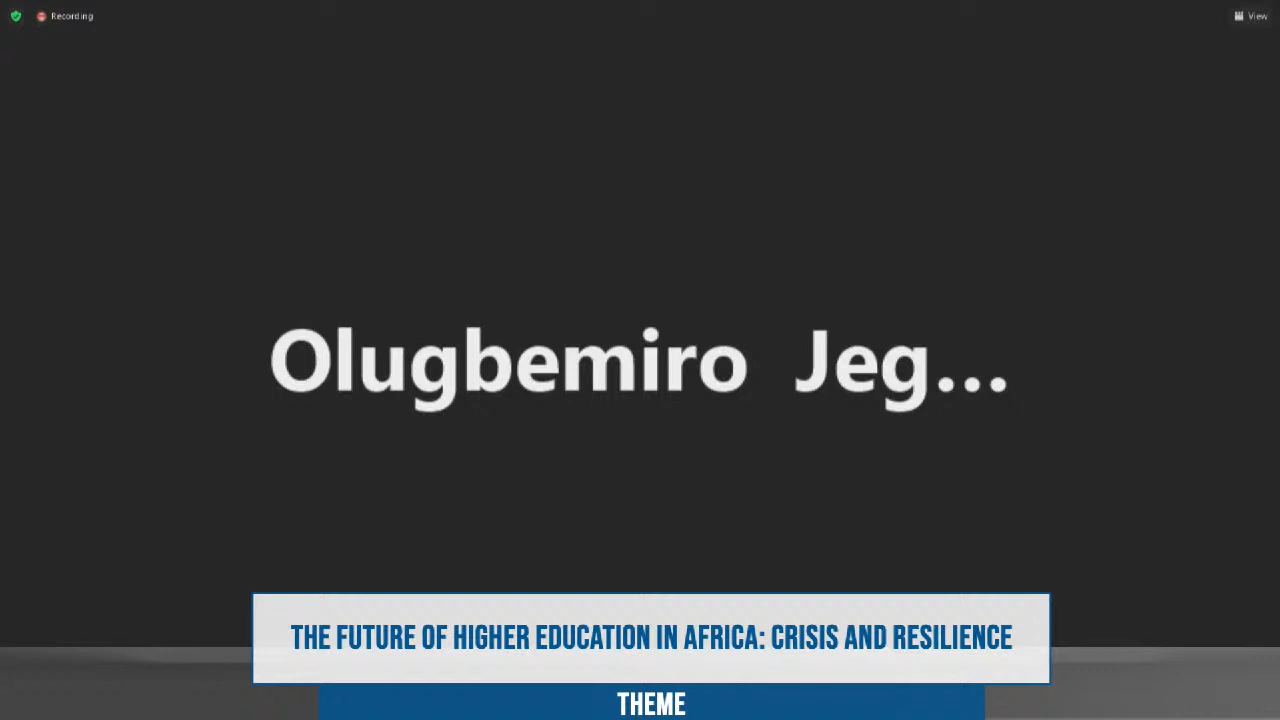 Recording
View
Olugbemiro Jeg...
THE FUTURE OF HIGHER EDUCATION IN AFRICA: CRISIS AND RESILIENCE
THEME